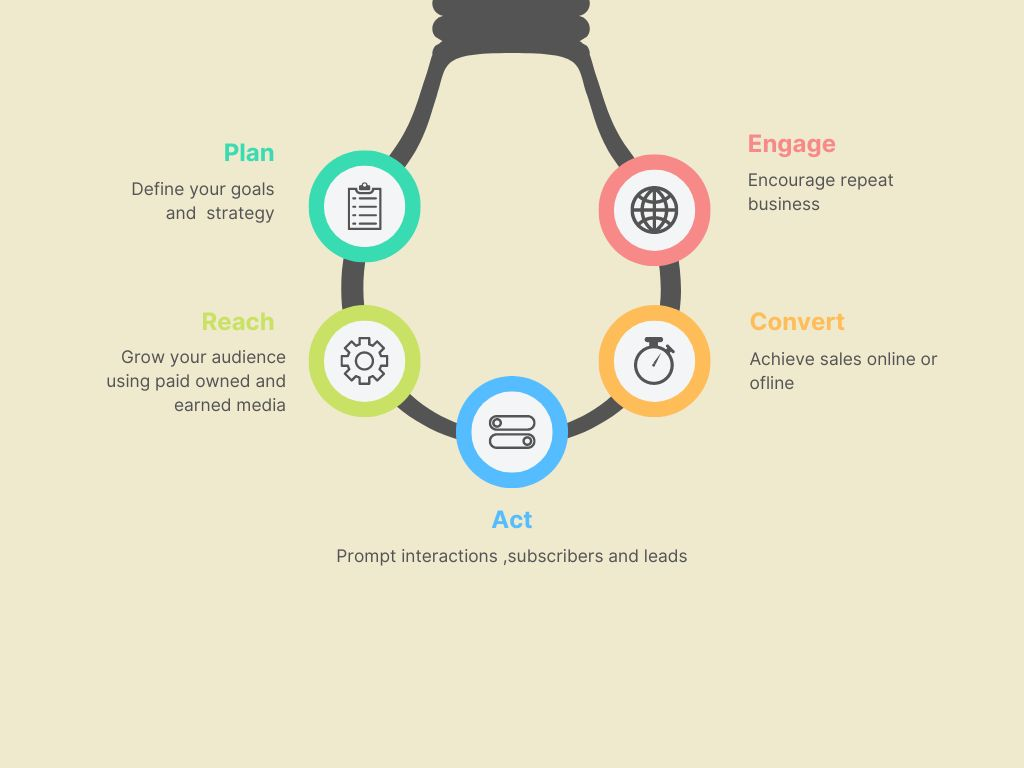 Plan
Define your goals
and  strategy
Reach
Grow your audience
using paid owned and
earned media
Act
Prompt interactions ,subscribers and leads
Convert
Achieve sales online or
ofline
Engage
Encourage repeat
business